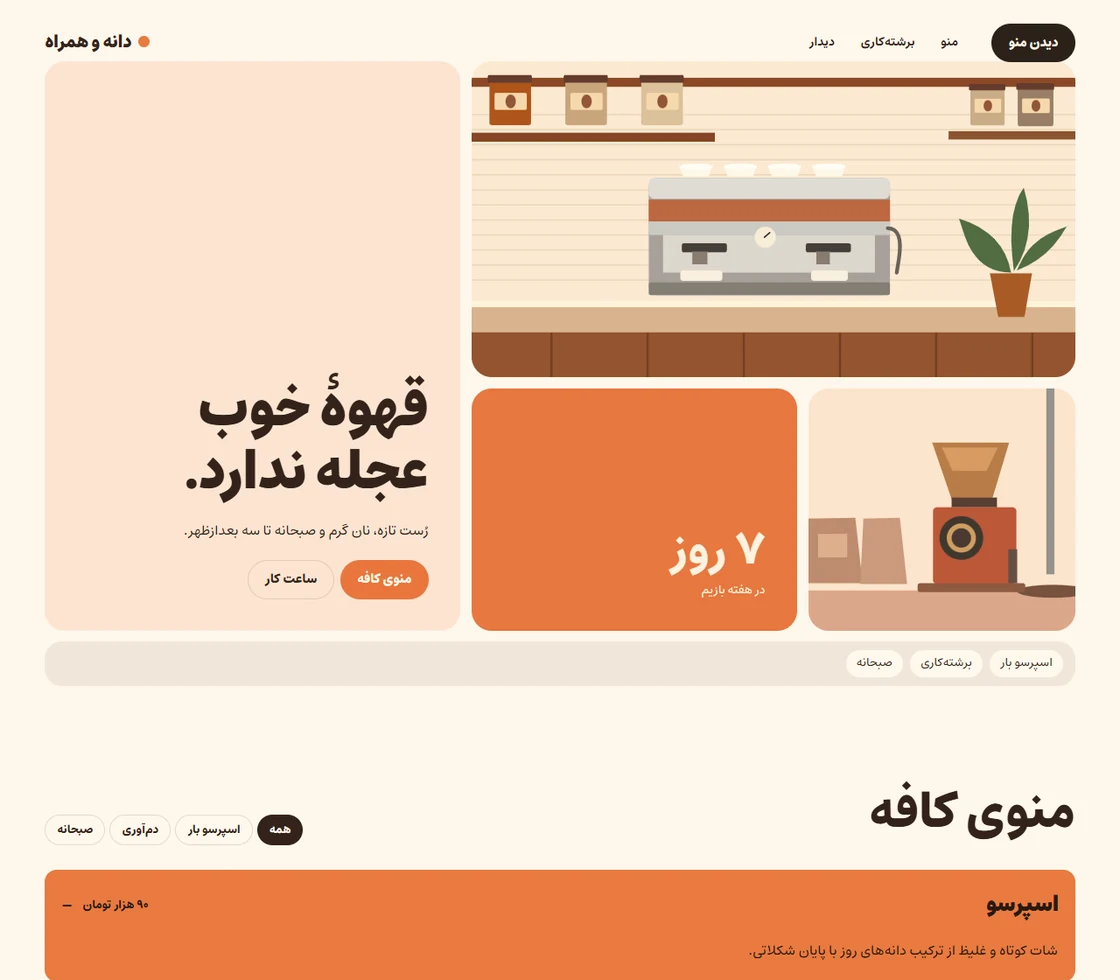 دیدن منو
منو
برشته‌کاری
دیدار
دانه و همراه
قهوهٔ خوب
عجله ندارد.
رُست تازه، نان گرم و صبحانه تا سه بعدازظهر.
منوی کافه
ساعت کار
۷ روز
در هفته بازیم
اسپرسو بار
برشته‌کاری
صبحانه
منوی کافه
همه
اسپرسو بار
دم‌آوری
صبحانه
اسپرسو
۹۰ هزار تومان –
شات کوتاه و غلیظ از ترکیب دانه‌های روز با پایان شکلاتی.